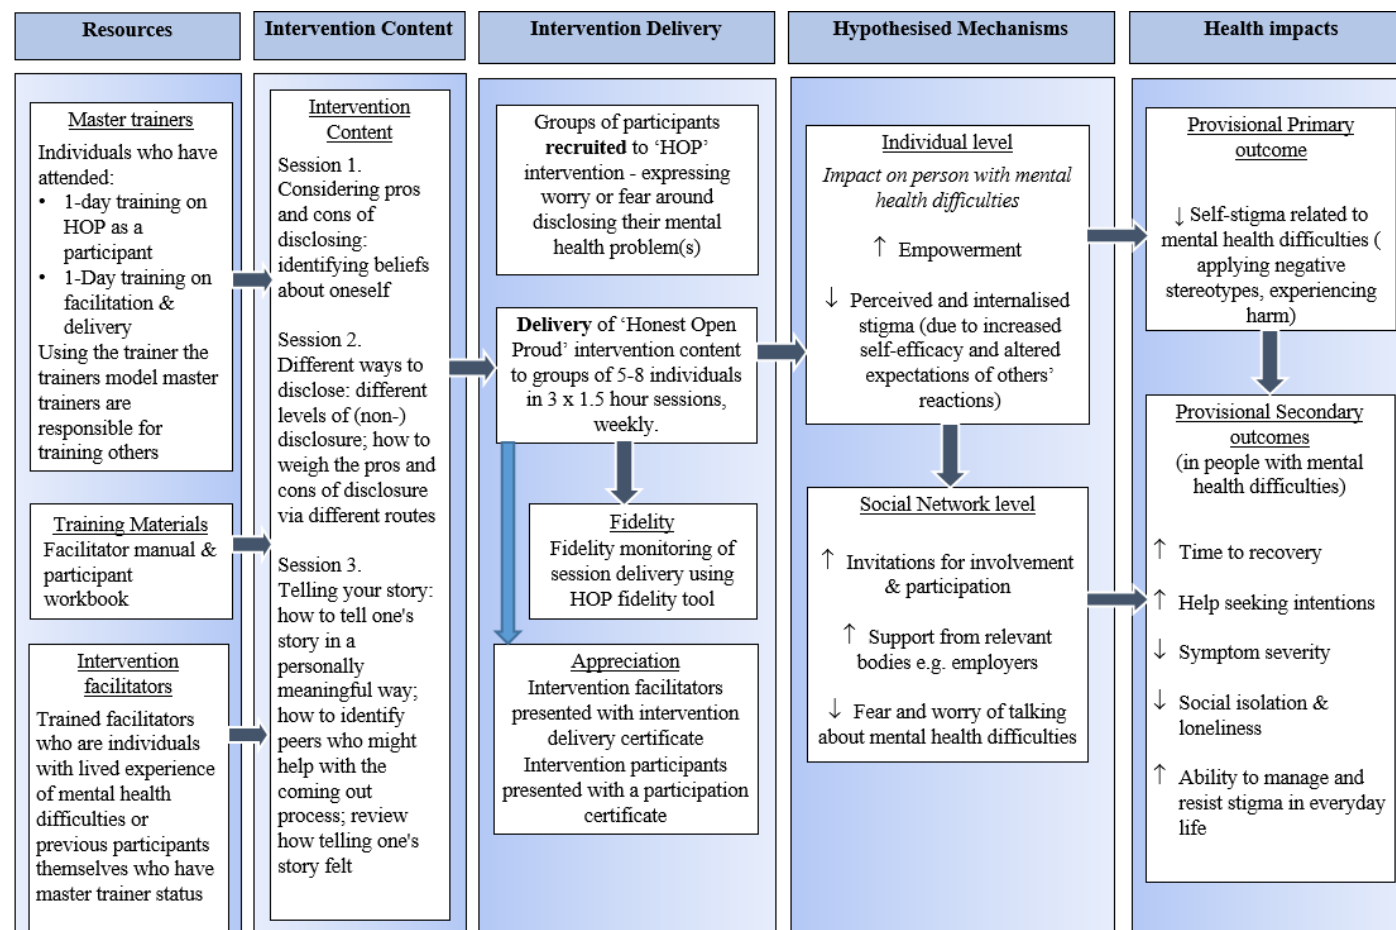 Resources
Intervention Content
Intervention Delivery
Hypothesised Mechanisms
Health impacts
Master trainers
Individuals who have
attended:
• 1-day training on
HOP as a
participant
• 1-Day training on
facilitation &
delivery
Using the trainer the
trainers model master
trainers are
responsible for
training others
Training Materials
Facilitator manual &
participant
workbook
Intervention
facilitators
Trained facilitators
who are individuals
with lived experience
of mental health
difficulties or
previous participants
themselves who have
master trainer status
Intervention
Content
Session 1.
Considering pros
and cons of
disclosing:
identifying beliefs
about oneself
Session 2.
Different ways to
disclose: different
levels of (non-)
disclosure; how to
weigh the pros and
cons of disclosure
via different routes
Session 3.
Telling your story:
how to tell one's
story in a
personally
meaningful way;
how to identify
peers who might
help with the
coming out
process; review
how telling one's
story felt
Groups of participants
recruited to ‘HOP’
intervention - expressing
worry or fear around
disclosing their mental
health problem(s)
Delivery of ‘Honest Open
Proud’ intervention content
to groups of 5-8 individuals
in 3 x 1.5 hour sessions,
weekly.
Fidelity
Fidelity monitoring of
session delivery using
HOP fidelity tool
Appreciation
Intervention facilitators
presented with intervention
delivery certificate
Intervention participants
presented with a participation
certificate
Individual level
Impact on person with mental
health difficulties
↑ Empowerment
↓ Perceived and internalised
stigma (due to increased
self-efficacy and altered
expectations of others’
reactions)
Social Network level
↑ Invitations for involvement
& participation
↑ Support from relevant
bodies e.g. employers
↓ Fear and worry of talking
about mental health difficulties
Provisional Primary
outcome
↓ Self-stigma related to
mental health difficulties (
applying negative
stereotypes, experiencing
harm)
Provisional Secondary
outcomes
(in people with mental
health difficulties)
↑ Time to recovery
↑ Help seeking intentions
↓ Symptom severity
↓ Social isolation &
loneliness
↑ Ability to manage and
resist stigma in everyday
life